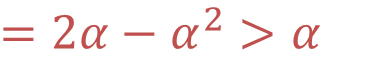 = 2α − α² > α